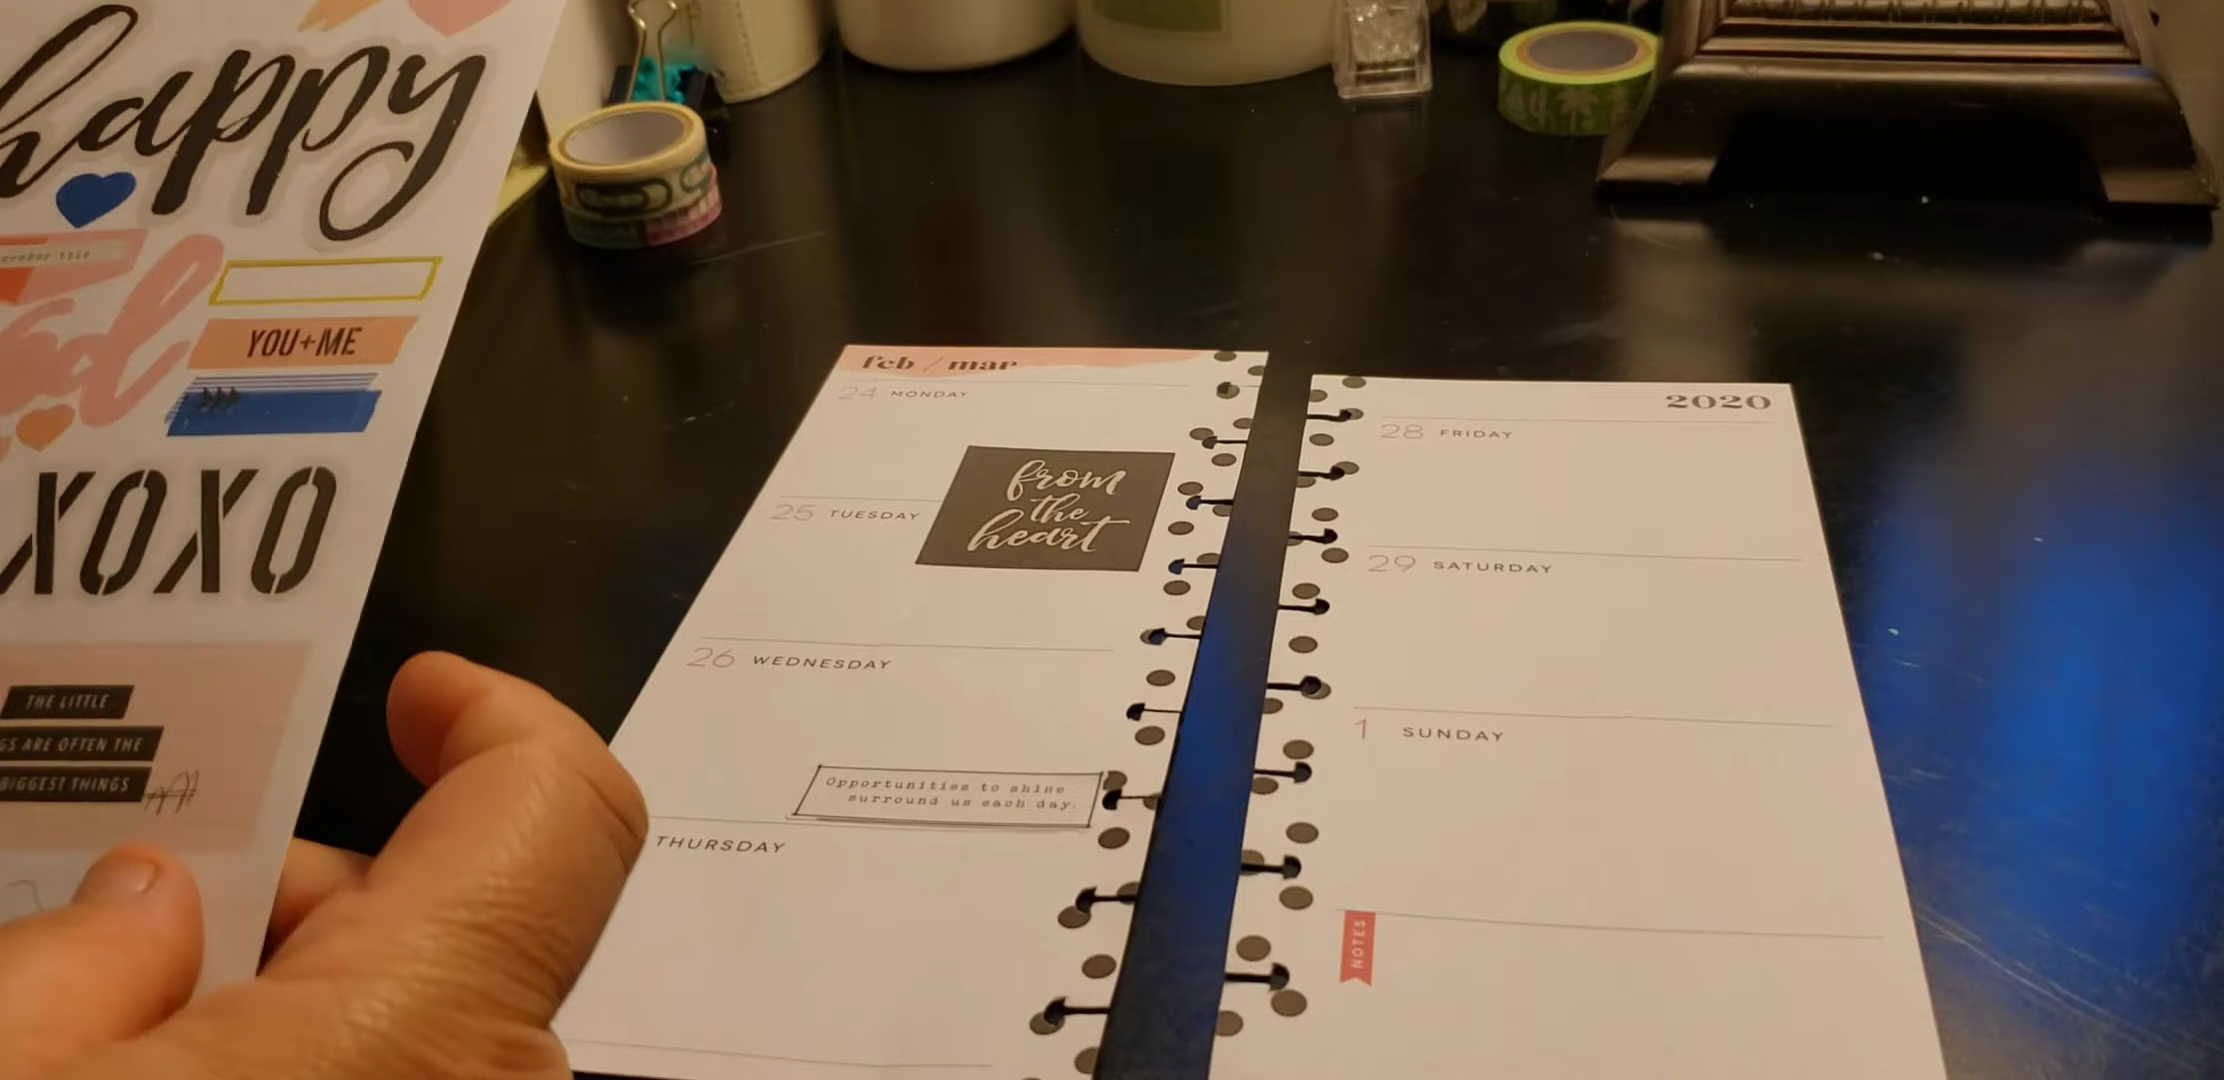 happy
YOU+ME
XOXO
THE LITTLE
ARE OFTEN THE
BIGGEST THINGS
feb / mar
24 MONDAY
from
the
heart
25 TUESDAY
26 WEDNESDAY
Opportunities to shine
surround us each day.
THURSDAY
2020
28 FRIDAY
29 SATURDAY
1 SUNDAY
NOTES